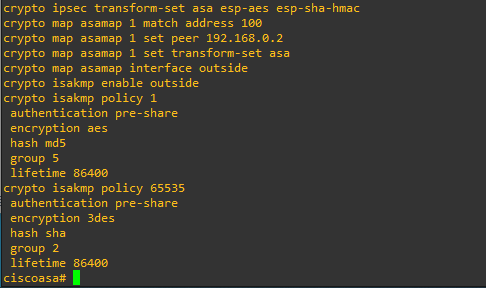 crypto ipsec transform-set asa esp-aes esp-sha-hmac
crypto map asamap 1 match address 100
crypto map asamap 1 set peer 192.168.0.2
crypto map asamap 1 set transform-set asa
crypto map asamap interface outside
crypto isakmp enable outside
crypto isakmp policy 1
 authentication pre-share
 encryption aes
 hash md5
 group 5
 lifetime 86400
crypto isakmp policy 65535
 authentication pre-share
 encryption 3des
 hash sha
 group 2
 lifetime 86400
ciscoasa#